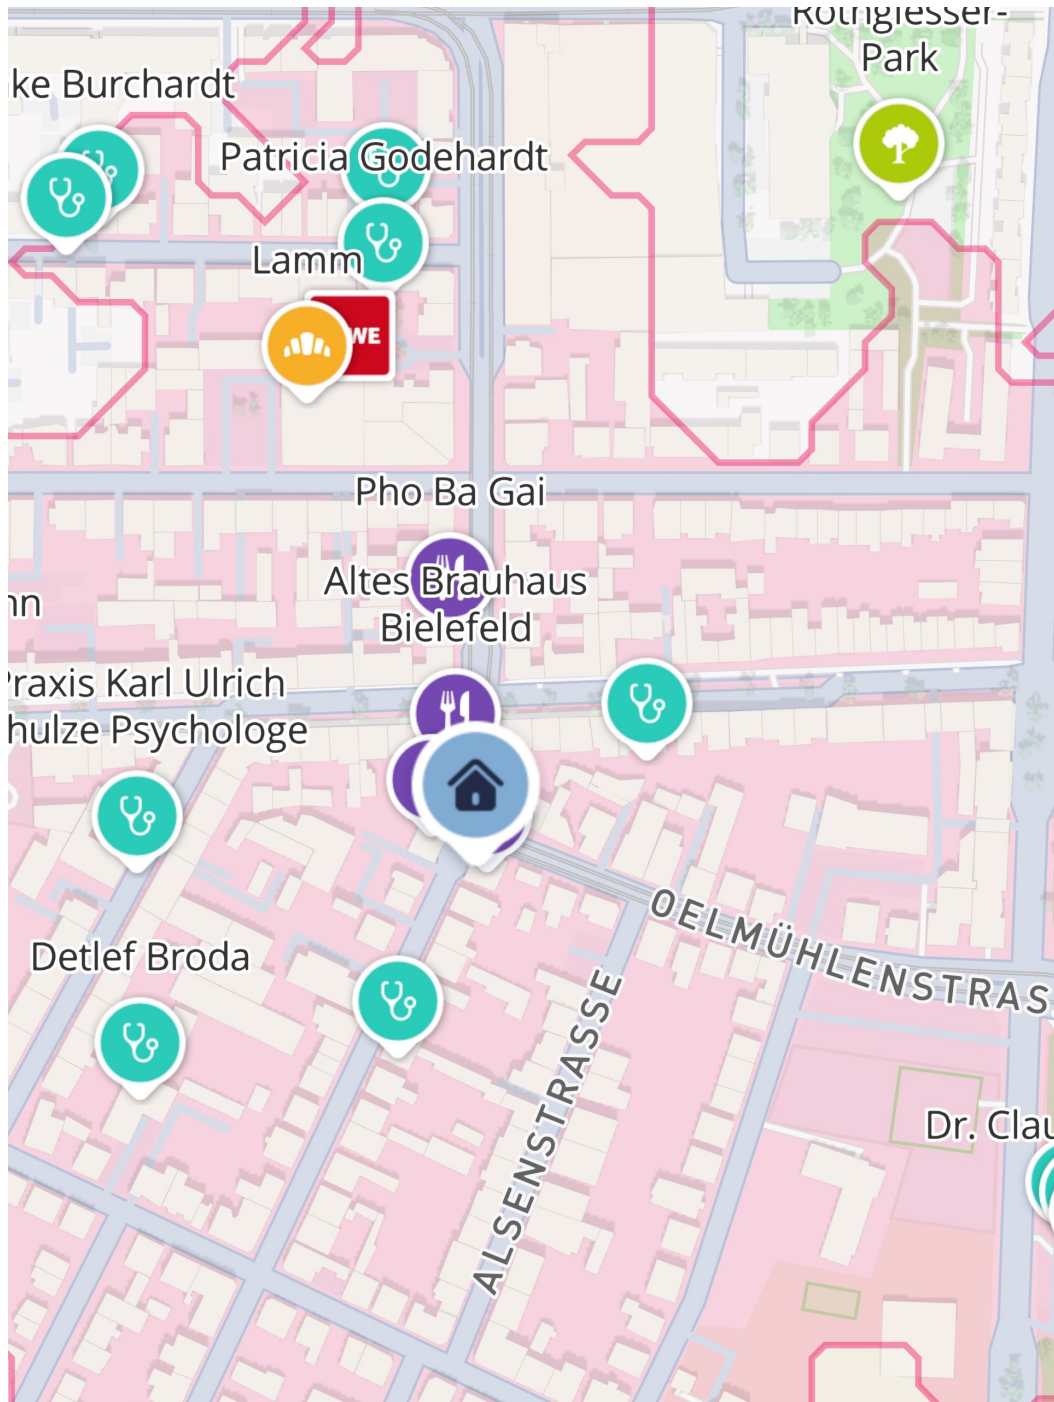 Rothgiesser-
Park
ke Burchardt
Patricia Godehardt
Lamm
WE
Pho Ba Gai
Altes Brauhaus
Bielefeld
nn
Praxis Karl Ulrich
hulze Psychologe
OELMÜHLENSTRAS
Detlef Broda
ALSENSTRASSE
Dr. Clau